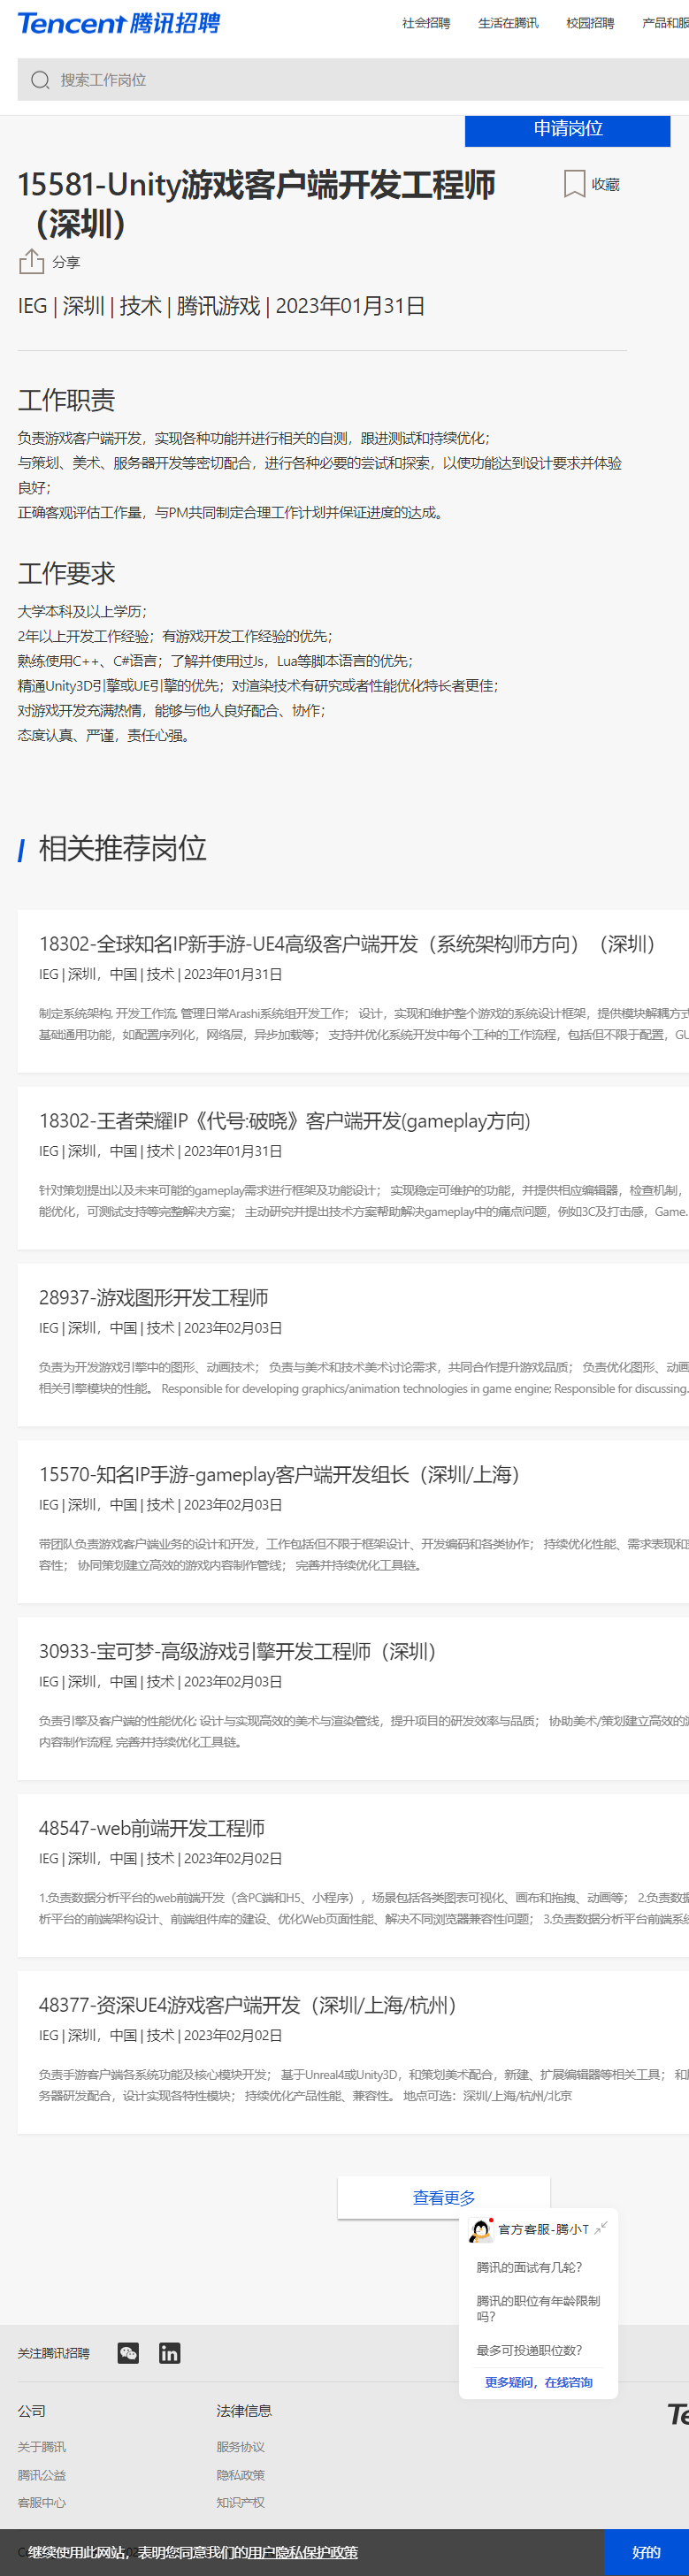 Tencent 腾讯招聘
社会招聘 生活在腾讯 校园招聘 产品和服
搜索工作岗位
申请岗位
15581-Unity游戏客户端开发工程师
（深圳）
收藏
分享
IEG | 深圳 | 技术 | 腾讯游戏 | 2023年01月31日
工作职责
负责游戏客户端开发，实现各种功能并进行相关的自测，跟进测试和持续优化；
与策划、美术、服务器开发等密切配合，进行各种必要的尝试和探索，以使功能达到设计要求并体验
良好；
正确客观评估工作量，与PM共同制定合理工作计划并保证进度的达成。
工作要求
大学本科及以上学历；
2年以上开发工作经验；有游戏开发工作经验的优先；
熟练使用C++、C#语言；了解并使用过Js，Lua等脚本语言的优先；
精通Unity3D引擎或UE引擎的优先；对渲染技术有研究或者性能优化特长者更佳；
对游戏开发充满热情，能够与他人良好配合、协作；
态度认真、严谨，责任心强。
相关推荐岗位
18302-全球知名IP新手游-UE4高级客户端开发（系统架构师方向）（深圳）
IEG | 深圳，中国 | 技术 | 2023年01月31日
制定系统架构, 开发工作流, 管理日常Arashi系统组开发工作； 设计，实现和维护整个游戏的系统设计框架，提供模块解耦方式
基础通用功能，如配置序列化，网络层，异步加载等； 支持并优化系统开发中每个工种的工作流程，包括但不限于配置，GU
18302-王者荣耀IP《代号:破晓》客户端开发(gameplay方向)
IEG | 深圳，中国 | 技术 | 2023年01月31日
针对策划提出以及未来可能的gameplay需求进行框架及功能设计； 实现稳定可维护的功能，并提供相应编辑器，检查机制，
能优化，可测试支持等完整解决方案； 主动研究并提出技术方案帮助解决gameplay中的痛点问题，例如3C及打击感，Game.
28937-游戏图形开发工程师
IEG | 深圳，中国 | 技术 | 2023年02月03日
负责为开发游戏引擎中的图形、动画技术； 负责与美术和技术美术讨论需求，共同合作提升游戏品质； 负责优化图形、动画
相关引擎模块的性能。 Responsible for developing graphics/animation technologies in game engine; Responsible for discussing.
15570-知名IP手游-gameplay客户端开发组长（深圳/上海）
IEG | 深圳，中国 | 技术 | 2023年02月03日
带团队负责游戏客户端业务的设计和开发，工作包括但不限于框架设计、开发编码和各类协作； 持续优化性能、需求表现和
容性； 协同策划建立高效的游戏内容制作管线； 完善并持续优化工具链。
30933-宝可梦-高级游戏引擎开发工程师（深圳）
IEG | 深圳，中国 | 技术 | 2023年02月03日
负责引擎及客户端的性能优化; 设计与实现高效的美术与渲染管线，提升项目的研发效率与品质； 协助美术/策划建立高效的
内容制作流程, 完善并持续优化工具链。
48547-web前端开发工程师
IEG | 深圳，中国 | 技术 | 2023年02月02日
1.负责数据分析平台的web前端开发（含PC端和H5、小程序），场景包括各类图表可视化、画布和拖拽、动画等； 2.负责数据
析平台的前端架构设计、前端组件库的建设、优化Web页面性能、解决不同浏览器兼容性问题； 3.负责数据分析平台前端系统
48377-资深UE4游戏客户端开发（深圳/上海/杭州）
IEG | 深圳，中国 | 技术 | 2023年02月02日
负责手游客户端各系统功能及核心模块开发； 基于Unreal4或Unity3D，和策划美术配合，新建、扩展编辑器等相关工具； 和
务器研发配合，设计实现各特性模块； 持续优化产品性能、兼容性。 地点可选：深圳/上海/杭州/北京
查看更多
官方客服-腾小T
腾讯的面试有几轮?
腾讯的职位有年龄限制
吗?
最多可投递职位数?
更多疑问，在线咨询
关注腾讯招聘
公司 法律信息
Te
关于腾讯 服务协议
腾讯公益 隐私政策
客服中心 知识产权
继续使用此网站，表明您同意我们的用户隐私保护政策
好的